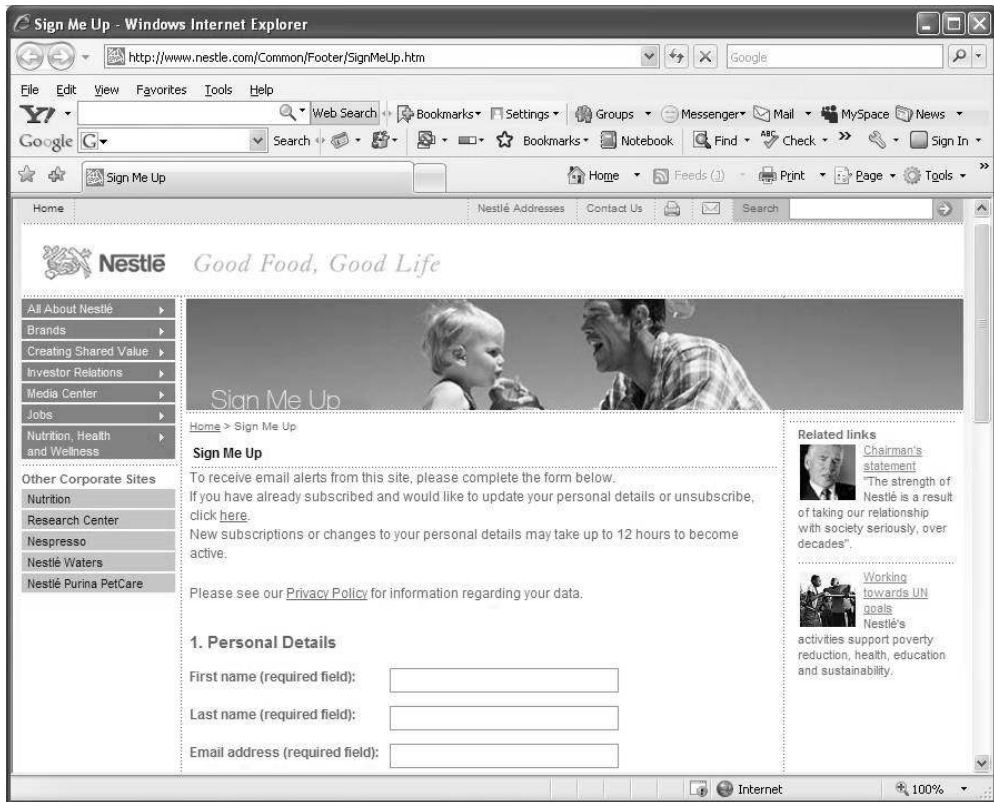 Sign Me Up - Windows Internet Explorer
http://www.nestle.com/Common/Footer/SignMeUp.htm
Google
File Edit View Favorites Tools Help
Y! Web Search Bookmarks Settings Groups Messenger Mail MySpace News
Google G Search Bookmarks Notebook Find ABC Check >> Sign In
Sign Me Up Home Feeds (J) Print Page Tools >>
Home Nestlé Addresses Contact Us Search
Nestlé Good Food, Good Life
All About Nestlé
Brands
Creating Shared Value
Investor Relations
Media Center
Jobs
Nutrition, Health
and Wellness
Other Corporate Sites
Nutrition
Research Center
Nespresso
Nestlé Waters
Nestlé Purina PetCare
Sign Me Up
Home > Sign Me Up
Sign Me Up
To receive email alerts from this site, please complete the form below.
If you have already subscribed and would like to update your personal details or unsubscribe,
click here.
New subscriptions or changes to your personal details may take up to 12 hours to become
active.
Please see our Privacy Policy for information regarding your data.
1. Personal Details
First name (required field):
Last name (required field):
Email address (required field):
Related links
Chairman's
statement
"The strength of
Nestlé is a result
of taking our relationship
with society seriously, over
decades".
Working
towards UN
goals
Nestlé's
activities support poverty
reduction, health, education
and sustainability.
Internet 100%